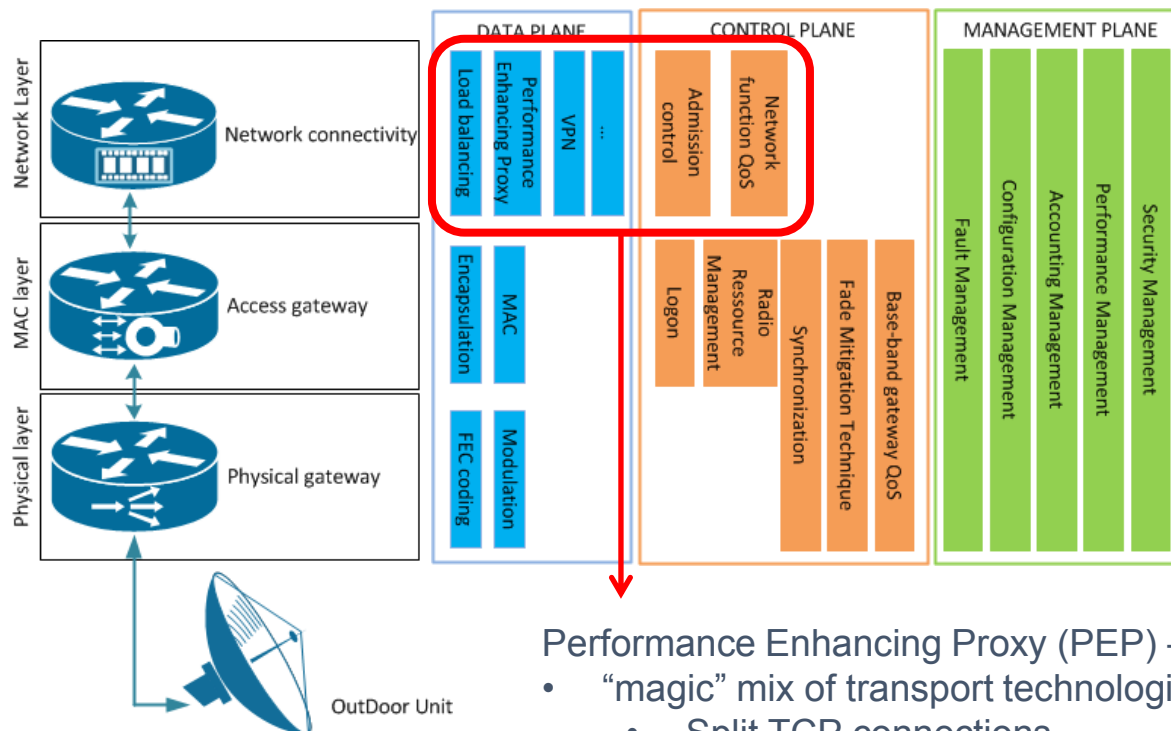 DATA PLANE
CONTROL PLANE
MANAGEMENT PLANE
Network Layer
Network connectivity
Load balancing
Performance
Enhancing Proxy
VPN
...
Admission
control
Network
function QoS
MAC layer
Access gateway
Encapsulation
MAC
Logon
Radio
Ressource
Management
Synchronization
Fade Mitigation Technique
Base-band gateway QoS
Fault Management
Configuration Management
Accounting Management
Performance Management
Security Management
Physical layer
Physical gateway
FEC coding
Modulation
OutDoor Unit
Performance Enhancing Proxy (PEP) -
• “magic” mix of transport technologi
• Split TCP connections